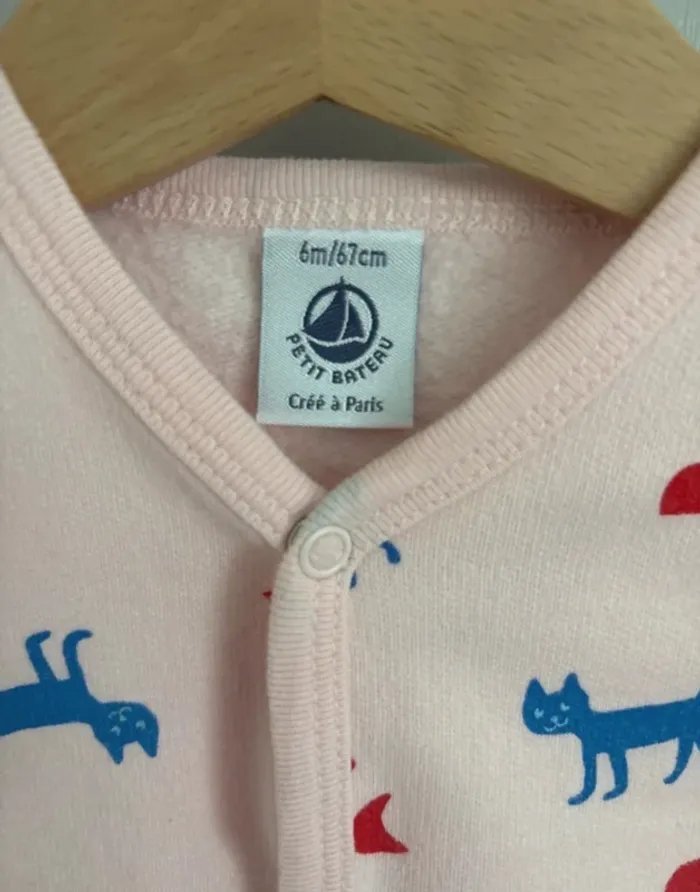 6m/67cm
PETIT BATEAU
Créé à Paris